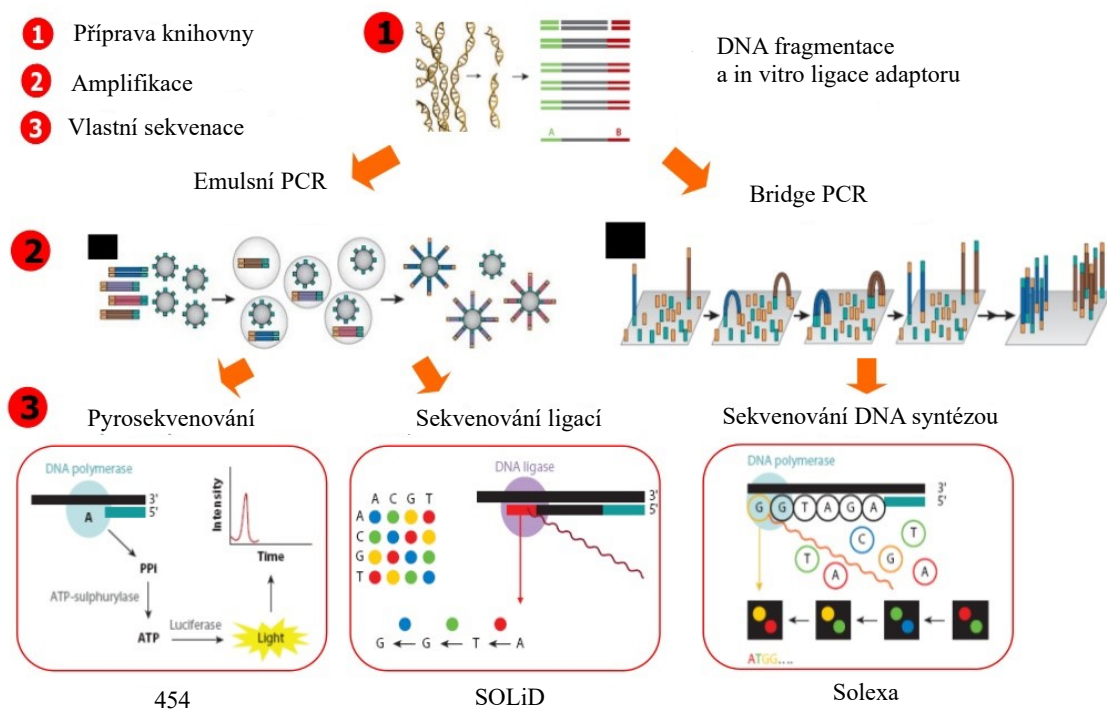 1 Příprava knihovny
2 Amplifikace
3 Vlastní sekvenace
1
A B
DNA fragmentace
a in vitro ligace adaptoru
Emulsní PCR
Bridge PCR
2
3
Pyrosekvenování
Sekvenování ligací
Sekvenování DNA syntézou
DNA polymerase
3'
5'
A
PPi
ATP-sulphurylase
ATP
Luciferase
Light
Intensity
Time
454
DNA ligase
A C G T
A
C
G
T
3'
5'
G G T A
SOLiD
DNA polymerase
3'
5'
G G T A G A
C T
T A G A
ATGG....
Solexa